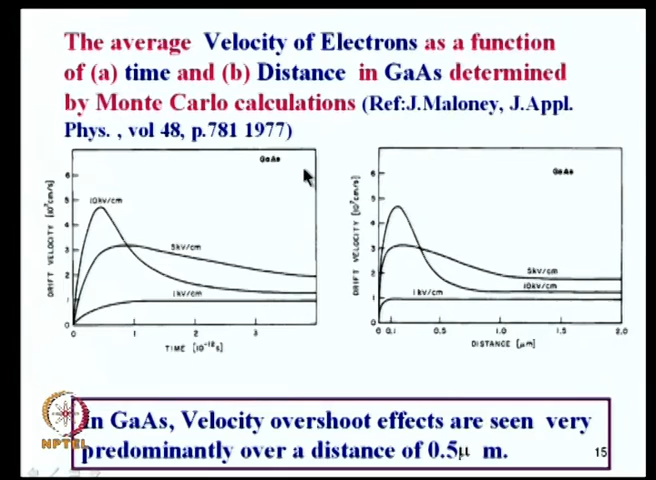 The average Velocity of Electrons as a function
of (a) time and (b) Distance in GaAs determined
by Monte Carlo calculations (Ref:J.Maloney, J.Appl.
Phys. , vol 48, p.781 1977)
GaAs
6
5
4
3
2
1
0
10kV/cm
5kV/cm
1kV/cm
0 1 2 3
DRIFT VELOCITY [10⁷cm/s]
TIME [10⁻¹²s]
GaAs
6
5
4
3
2
1
0
1kV/cm
5kV/cm
10kV/cm
0 0.1 0.5 1.0 1.5 2.0
DRIFT VELOCITY [10⁷cm/s]
DISTANCE [μm]
In GaAs, Velocity overshoot effects are seen very
predominantly over a distance of 0.5μ m.
NPTEL
15